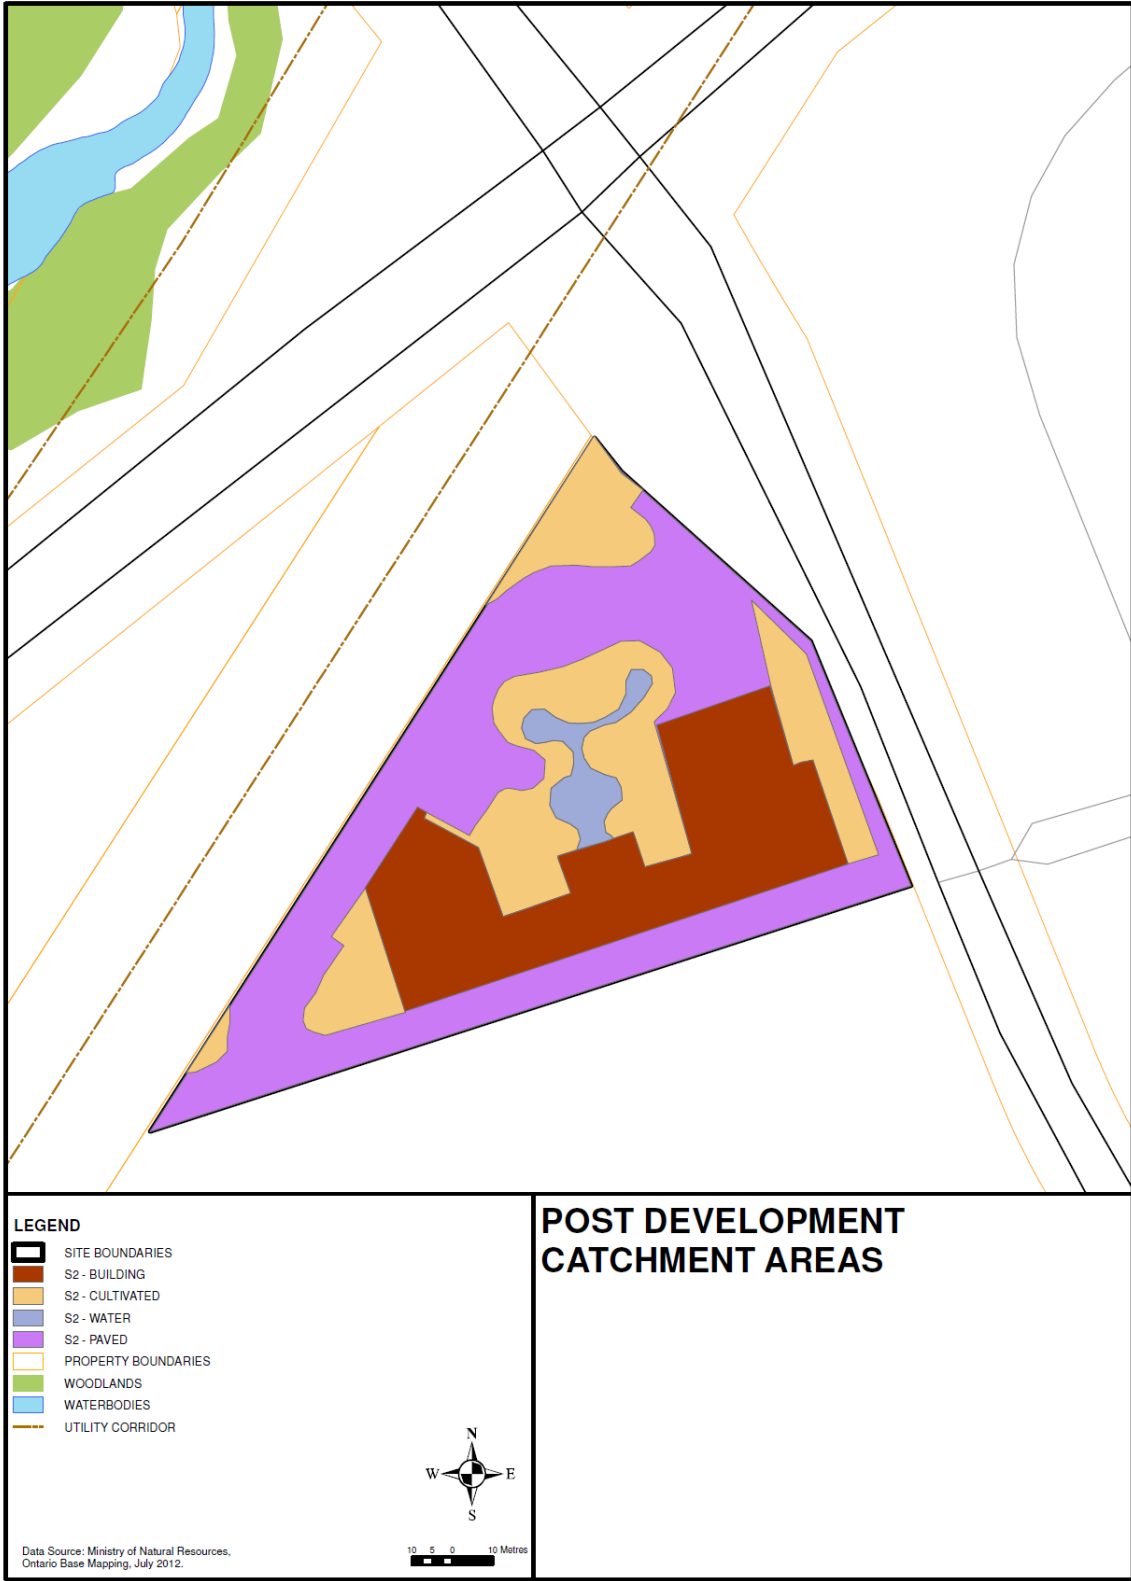 POST DEVELOPMENT
CATCHMENT AREAS
LEGEND
SITE BOUNDARIES
S2 - BUILDING
S2 - CULTIVATED
S2 - WATER
S2 - PAVED
PROPERTY BOUNDARIES
WOODLANDS
WATERBODIES
UTILITY CORRIDOR
N
W E
S
Data Source: Ministry of Natural Resources,
Ontario Base Mapping, July 2012.
10 5 0 10 Metres